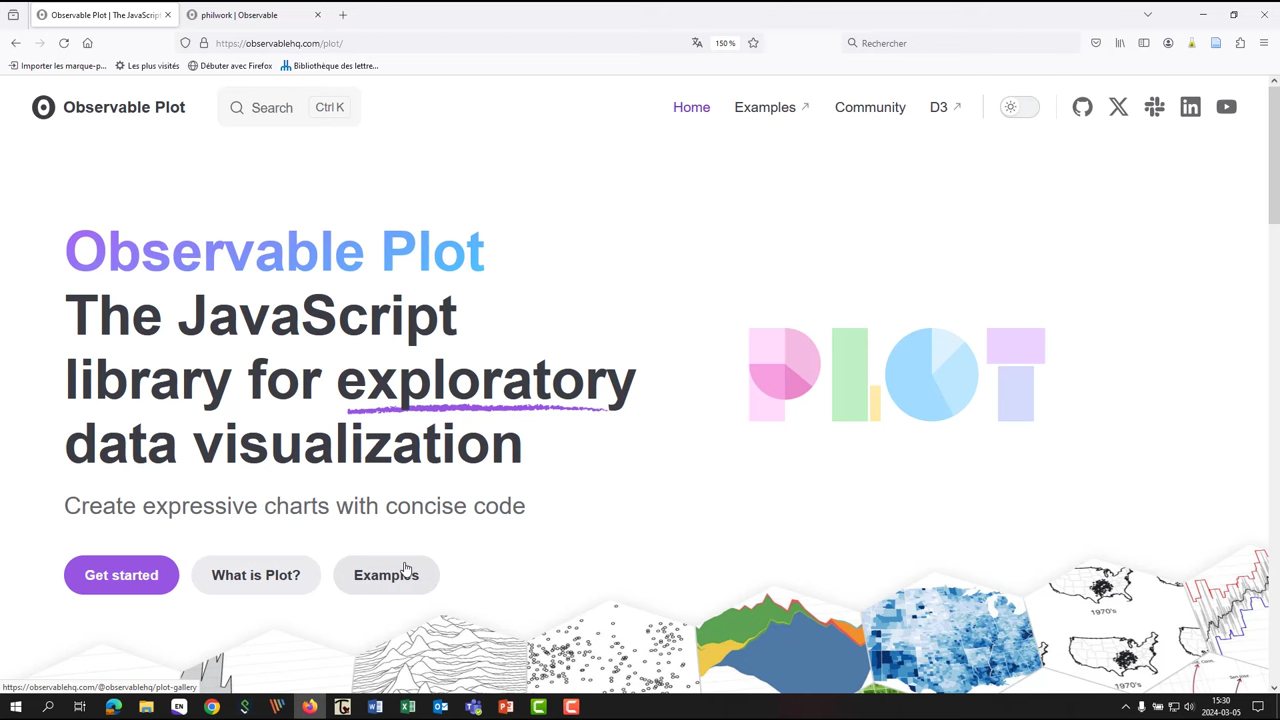 Observable Plot | The JavaScript
philwork | Observable
https://observablehq.com/plot/
150 %
Rechercher
Importer les marque-p...
Les plus visités
Débuter avec Firefox
Bibliothèque des lettre...
Observable Plot
Search
Ctrl K
Home
Examples
Community
D3
Observable Plot
The JavaScript
library for exploratory
data visualization
PLOT
Create expressive charts with concise code
Get started
What is Plot?
Examples
1970's
1970's
https://observablehq.com/@observablehq/plot-gallery
EN
15:30
2024-03-05